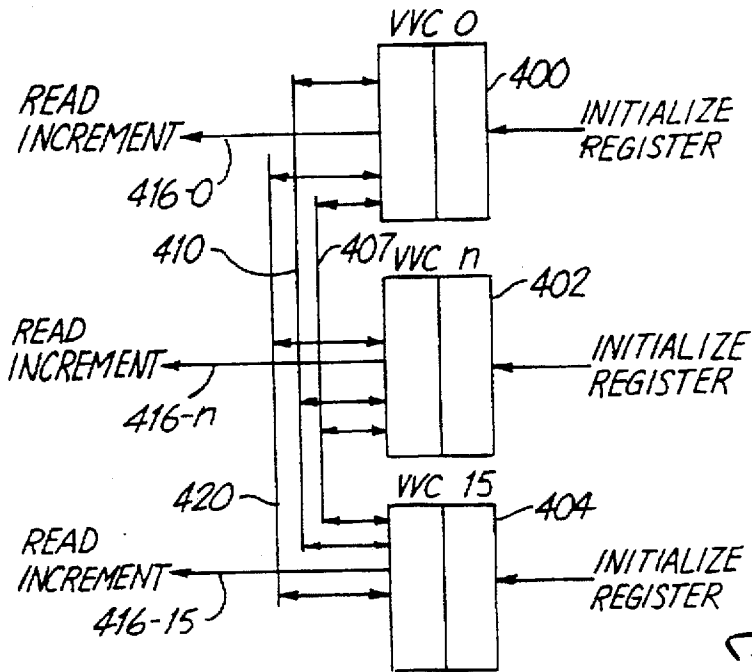 VVC 0
400
READ
INCREMENT
INITIALIZE
REGISTER
416-0
410
407
VVC n
402
READ
INCREMENT
INITIALIZE
REGISTER
416-n
420
VVC 15
404
READ
INCREMENT
INITIALIZE
REGISTER
416-15